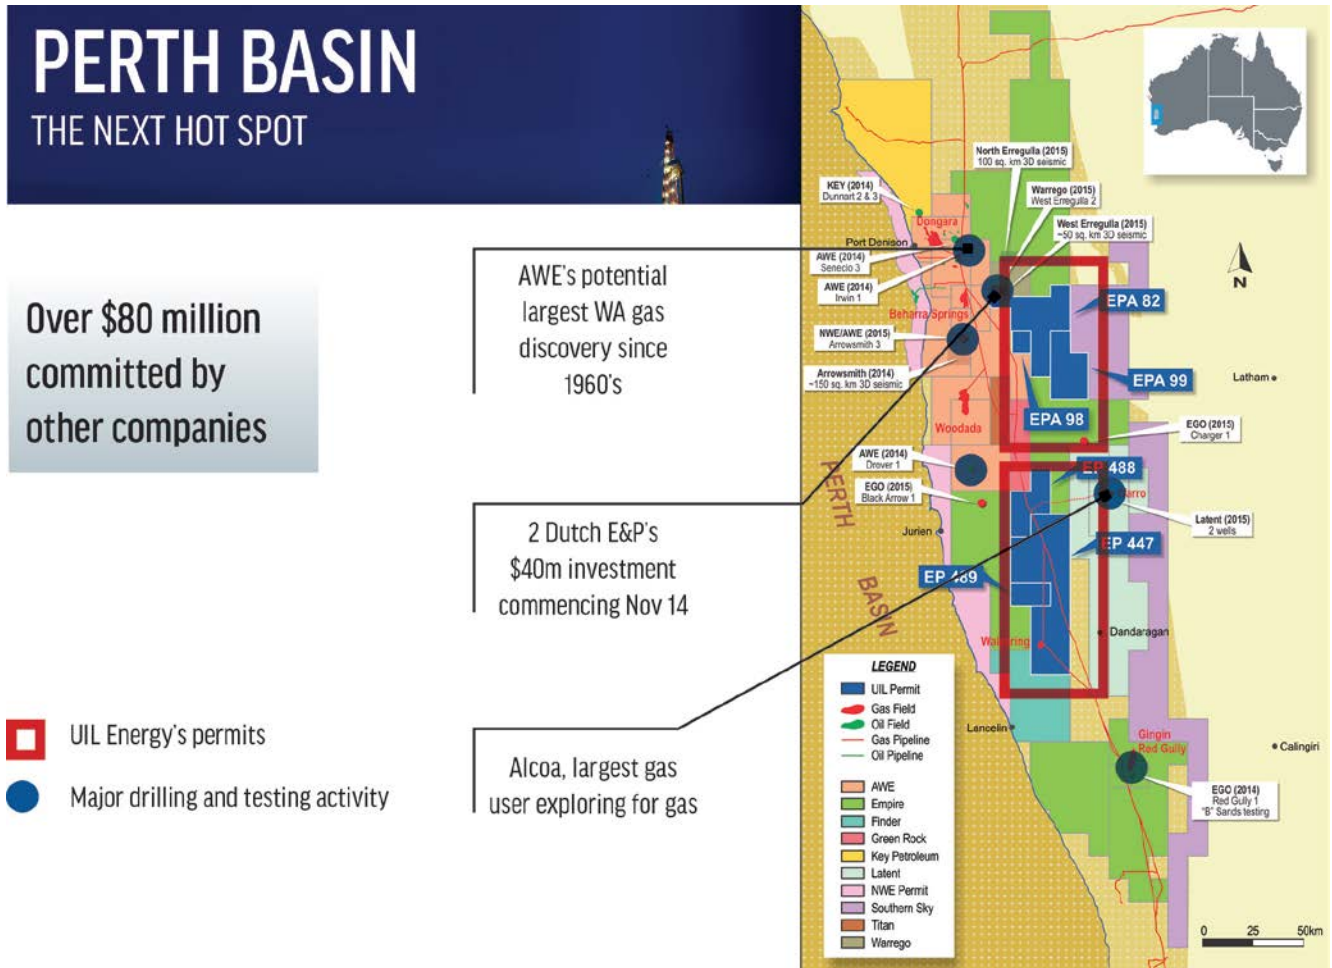 PERTH BASIN
THE NEXT HOT SPOT
Over $80 million
committed by
other companies
AWE's potential
largest WA gas
discovery since
1960's
2 Dutch E&P's
$40m investment
commencing Nov 14
Alcoa, largest gas
user exploring for gas
UIL Energy's permits
Major drilling and testing activity
North Erregulla (2015)
100 sq. km 3D seismic
KEY (2014)
Dunnart 2 & 3
Warrego (2015)
West Erregulla 2
West Erregulla (2015)
~50 sq. km 3D seismic
Dongara
Port Denison
AWE (2014)
Senecio 3
AWE (2014)
Irwin 1
N
EPA 82
Beharra Springs
NWE/AWE (2015)
Arrowsmith 3
Arrowsmith (2014)
~150 sq. km 3D seismic
EPA 99
Latham
EPA 98
Woodada
EGO (2015)
Charger 1
AWE (2014)
Drover 1
EP 488
EGO (2015)
Black Arrow 1
Latent (2015)
2 wells
PERTH
BASIN
Jurien
EP 447
EP 489
Dandaragan
Lancelin
Gingin
Red Gully
Calingiri
EGO (2014)
Red Gully 1
"B" Sands testing
LEGEND
UIL Permit
Gas Field
Oil Field
Gas Pipeline
Oil Pipeline
AWE
Empire
Finder
Green Rock
Key Petroleum
Latent
NWE Permit
Southern Sky
Titan
Warrego
0 25 50km